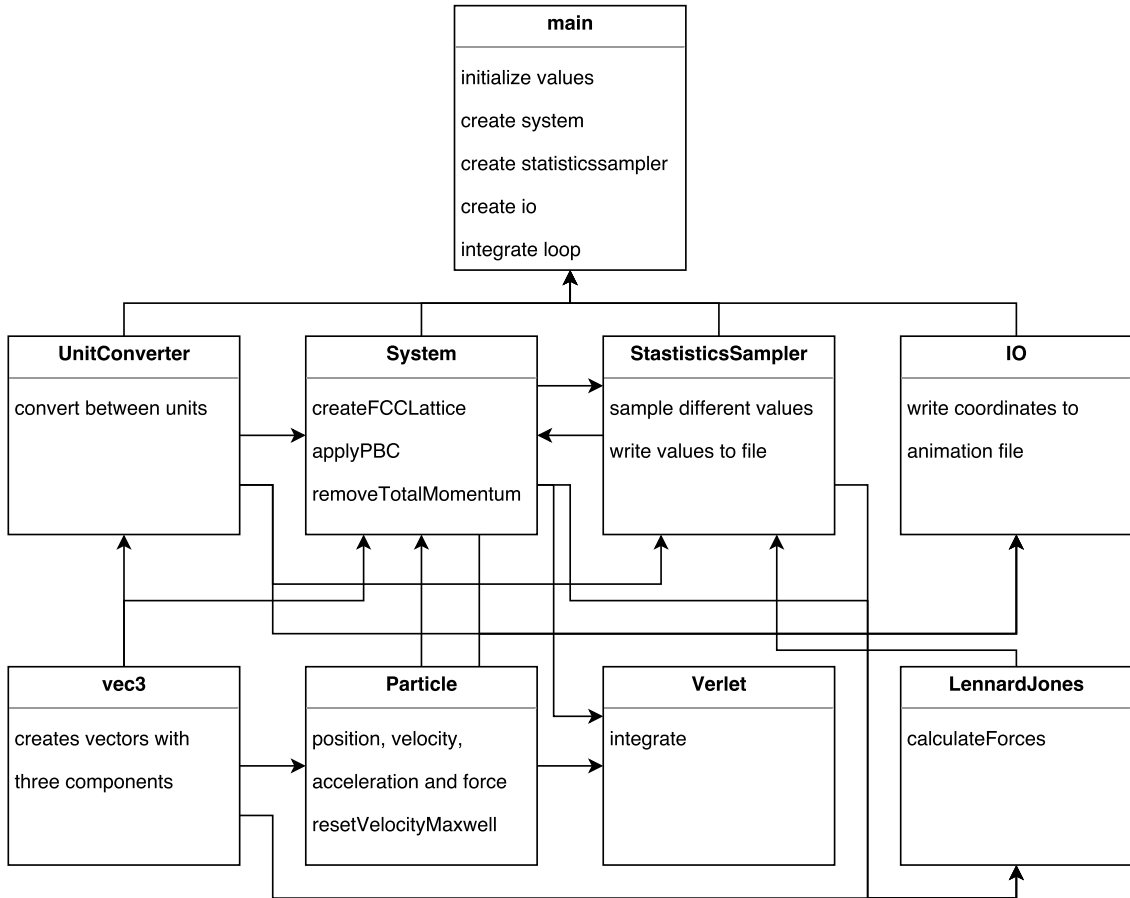 main
initialize values
create system
create statisticssampler
create io
integrate loop
UnitConverter
convert between units
System
createFCCLattice
applyPBC
removeTotalMomentum
StastisticsSampler
sample different values
write values to file
IO
write coordinates to
animation file
vec3
creates vectors with
three components
Particle
position, velocity,
acceleration and force
resetVelocityMaxwell
Verlet
integrate
LennardJones
calculateForces